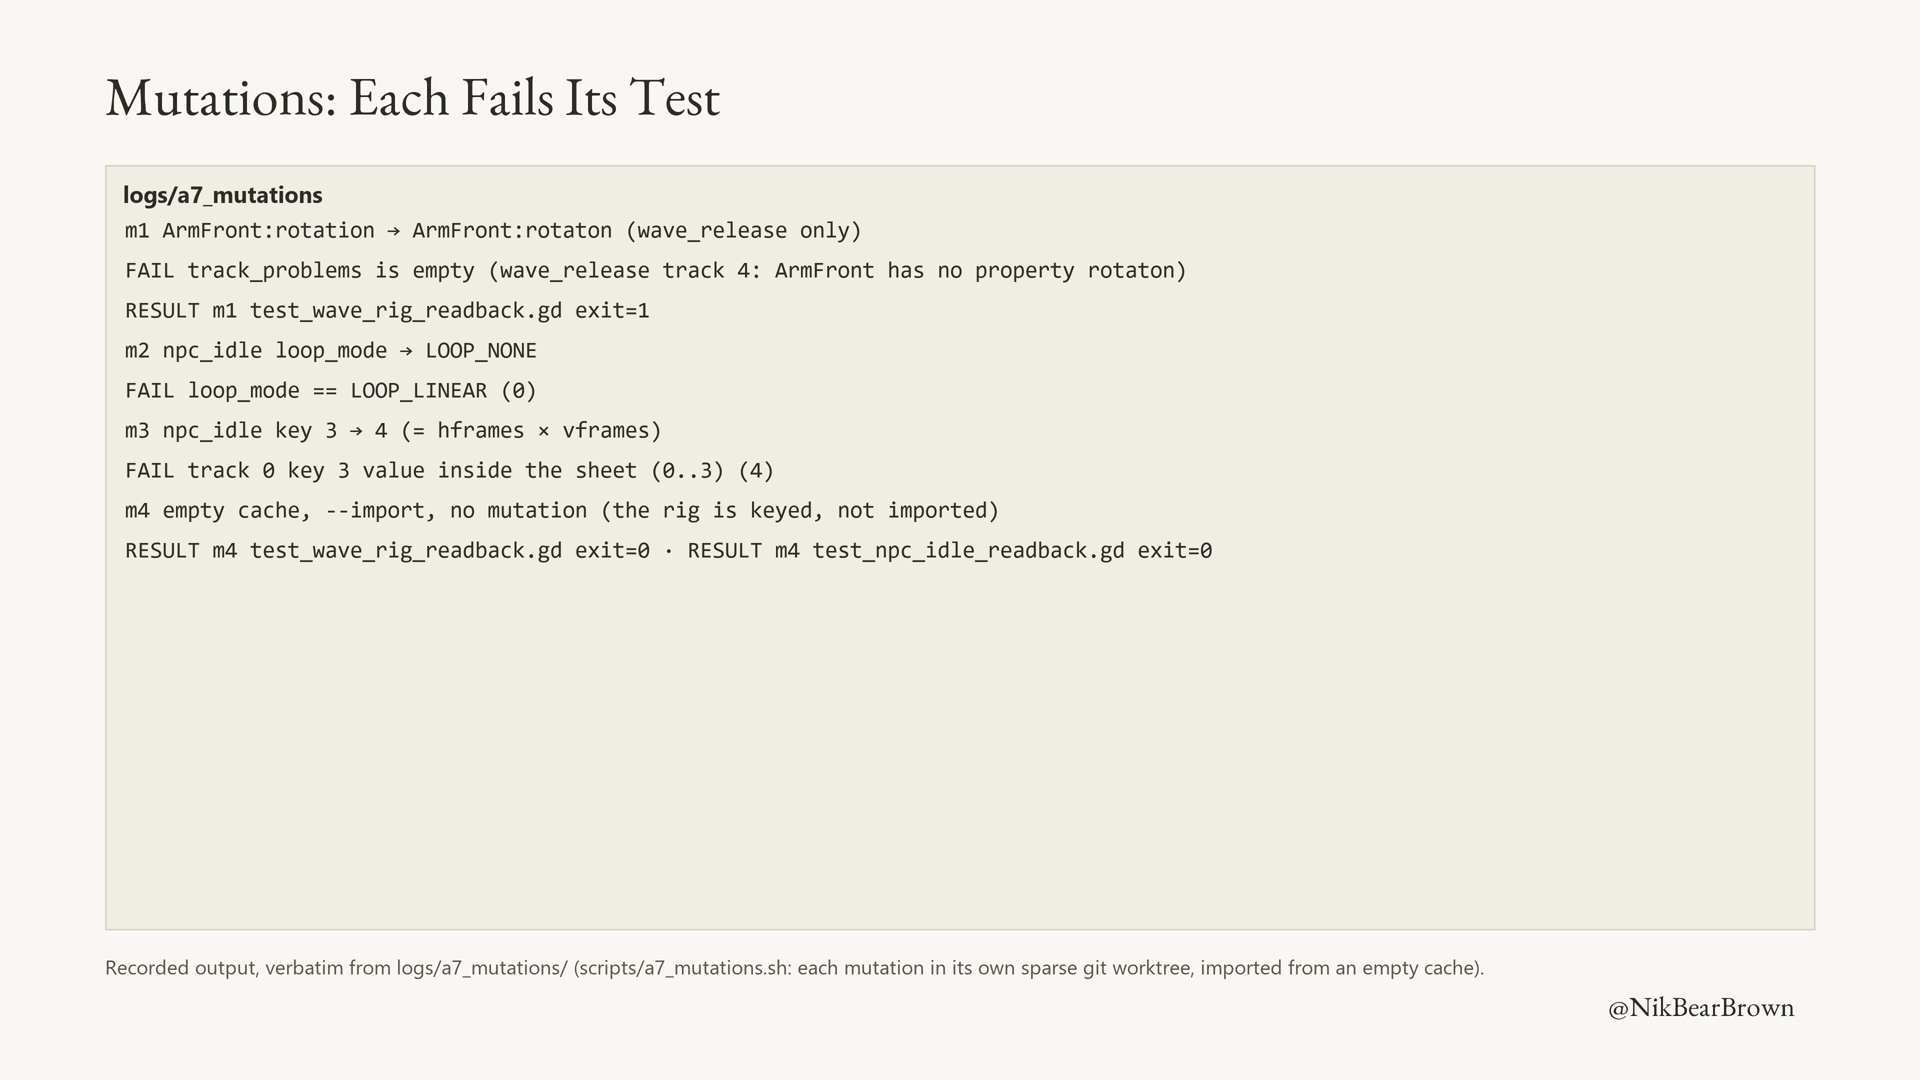 Mutations: Each Fails Its Test
logs/a7_mutations
m1 ArmFront:rotation → ArmFront:rotaton (wave_release only)
FAIL track_problems is empty (wave_release track 4: ArmFront has no property rotaton)
RESULT m1 test_wave_rig_readback.gd exit=1
m2 npc_idle loop_mode → LOOP_NONE
FAIL loop_mode == LOOP_LINEAR (0)
m3 npc_idle key 3 → 4 (= hframes × vframes)
FAIL track 0 key 3 value inside the sheet (0..3) (4)
m4 empty cache, --import, no mutation (the rig is keyed, not imported)
RESULT m4 test_wave_rig_readback.gd exit=0 · RESULT m4 test_npc_idle_readback.gd exit=0
Recorded output, verbatim from logs/a7_mutations/ (scripts/a7_mutations.sh: each mutation in its own sparse git worktree, imported from an empty cache).
@NikBearBrown